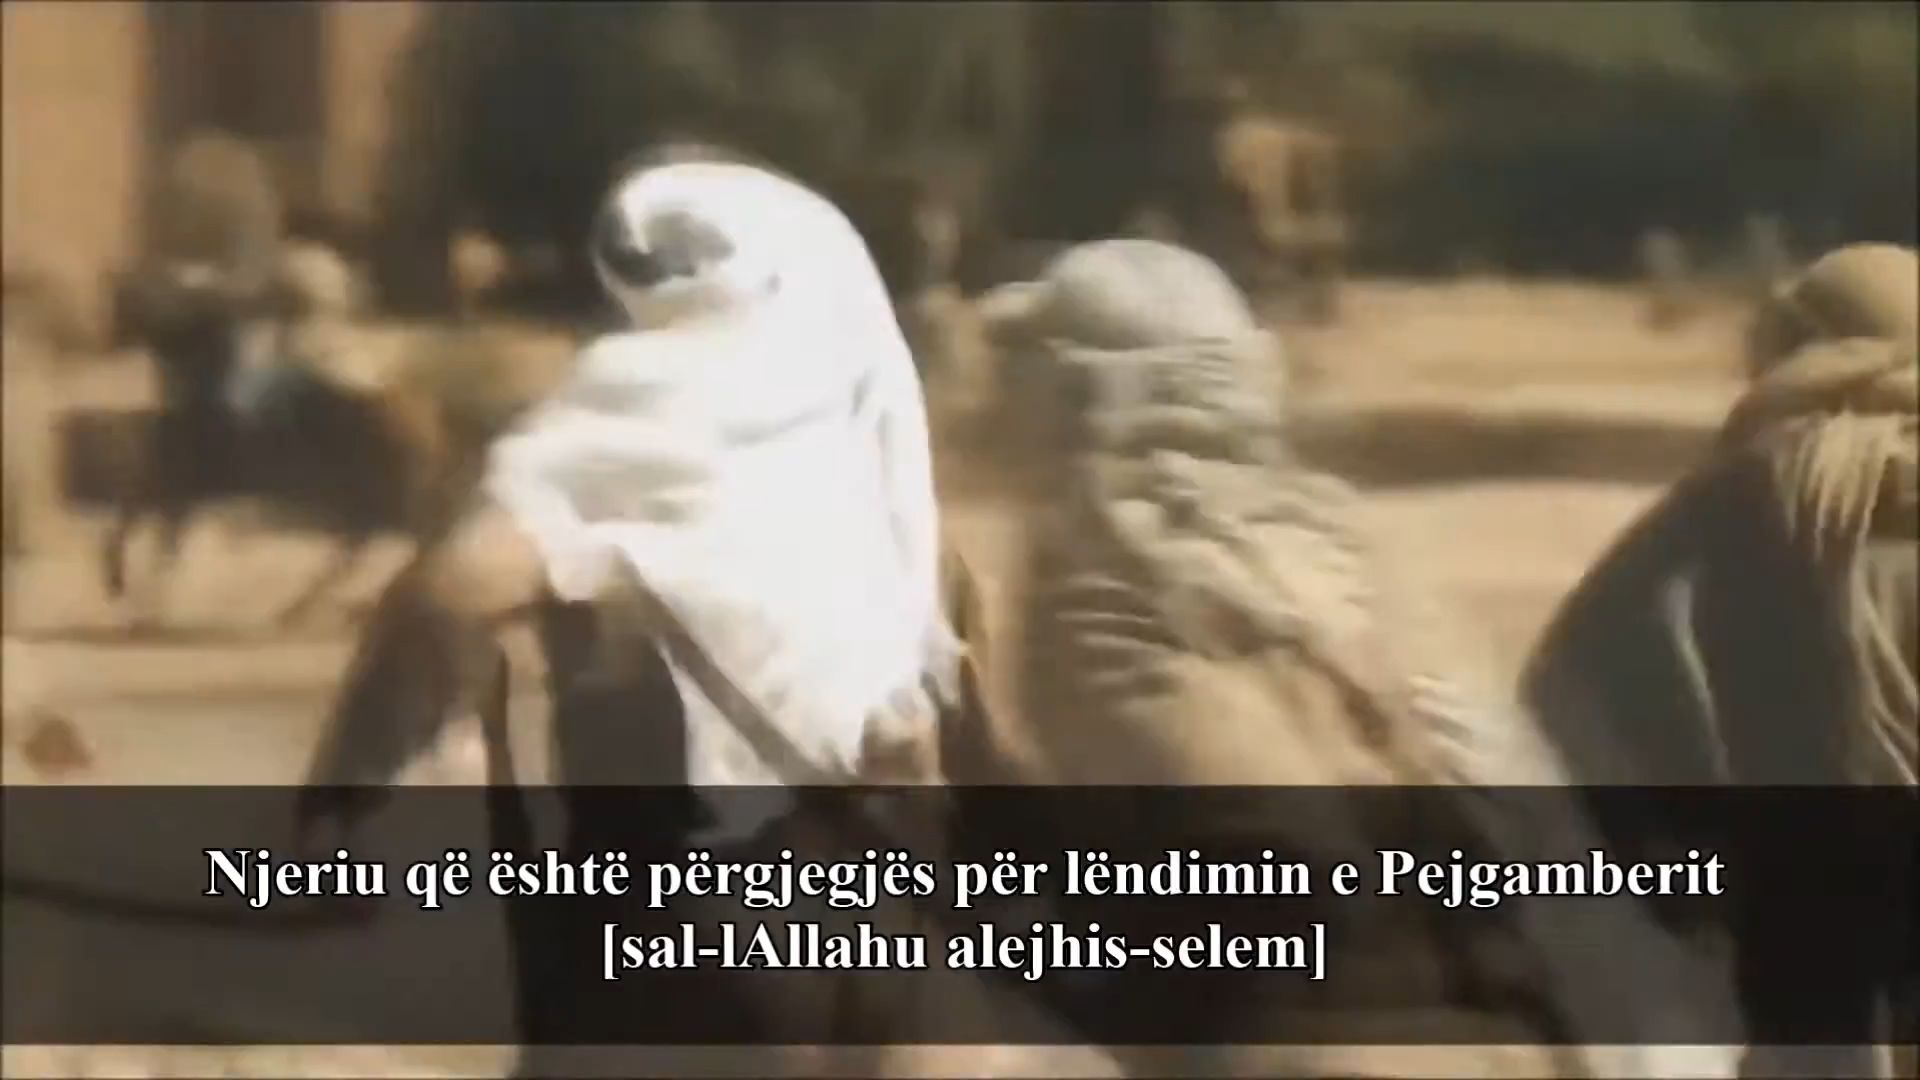 Njeriu që është përgjegjës për lëndimin e Pejgamberit
[sal-lAllahu alejhis-selem]